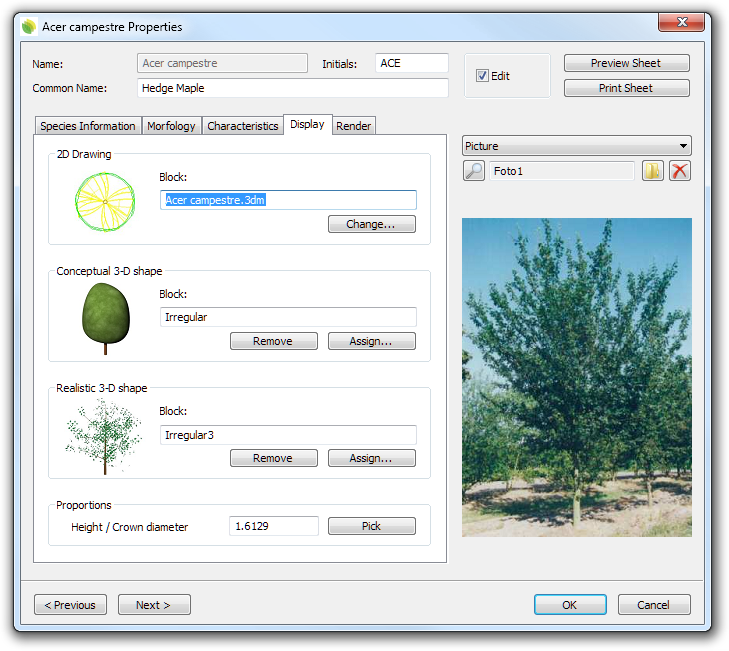 Acer campestre Properties
Name: Acer campestre Initials: ACE
Common Name: Hedge Maple
Edit
Preview Sheet
Print Sheet
Species Information Morfology Characteristics Display Render
2D Drawing
Block:
Acer campestre.3dm
Change...
Conceptual 3-D shape
Block:
Irregular
Remove Assign...
Realistic 3-D shape
Block:
Irregular3
Remove Assign...
Proportions
Height / Crown diameter 1.6129 Pick
Picture
Foto1
< Previous Next > OK Cancel